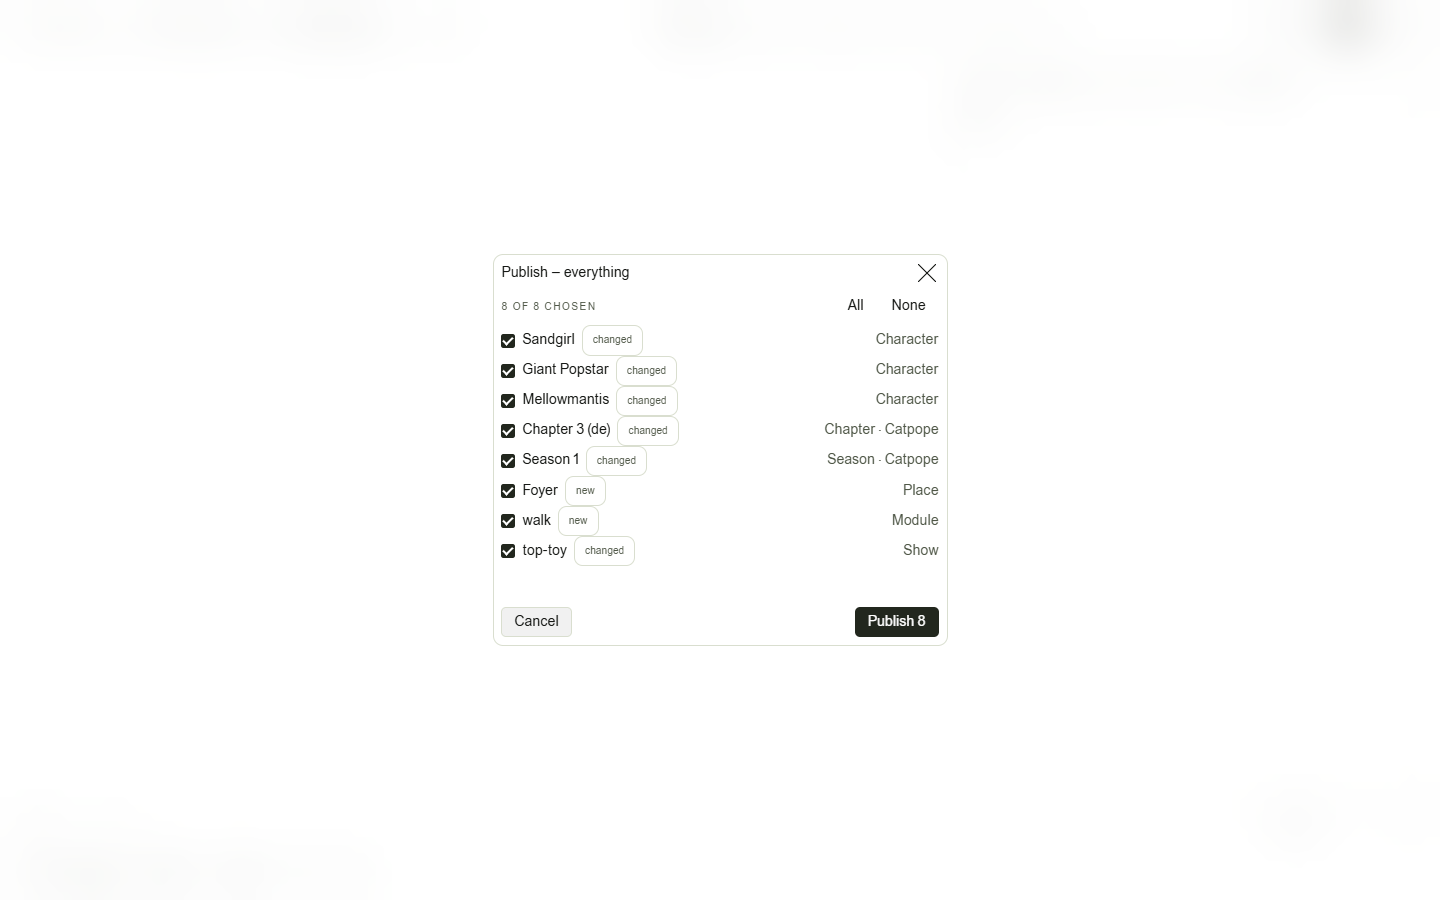 Publish – everything
8 OF 8 CHOSEN All None
Sandgirl changed Character
Giant Popstar changed Character
Mellowmantis changed Character
Chapter 3 (de) changed Chapter · Catpope
Season 1 changed Season · Catpope
Foyer new Place
walk new Module
top-toy changed Show
Cancel Publish 8